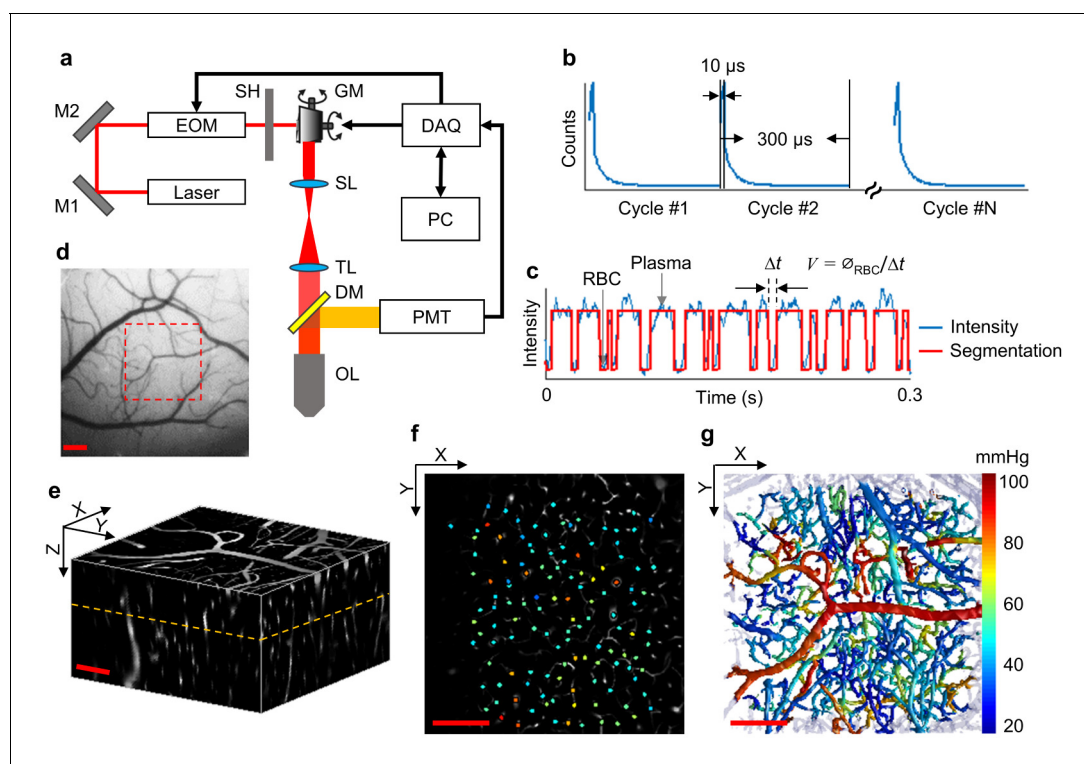 a
SH
GM
M2
EOM
DAQ
Laser
M1
SL
PC
TL
DM
PMT
OL
b
10 µs
300 µs
Counts
Cycle #1
Cycle #2
Cycle #N
c
RBC
Plasma
Δt
V = ∅RBC/Δt
Intensity
Intensity
Segmentation
0
Time (s)
0.3
d
e
X
Y
Z
f
X
Y
g
X
Y
mmHg
100
80
60
40
20